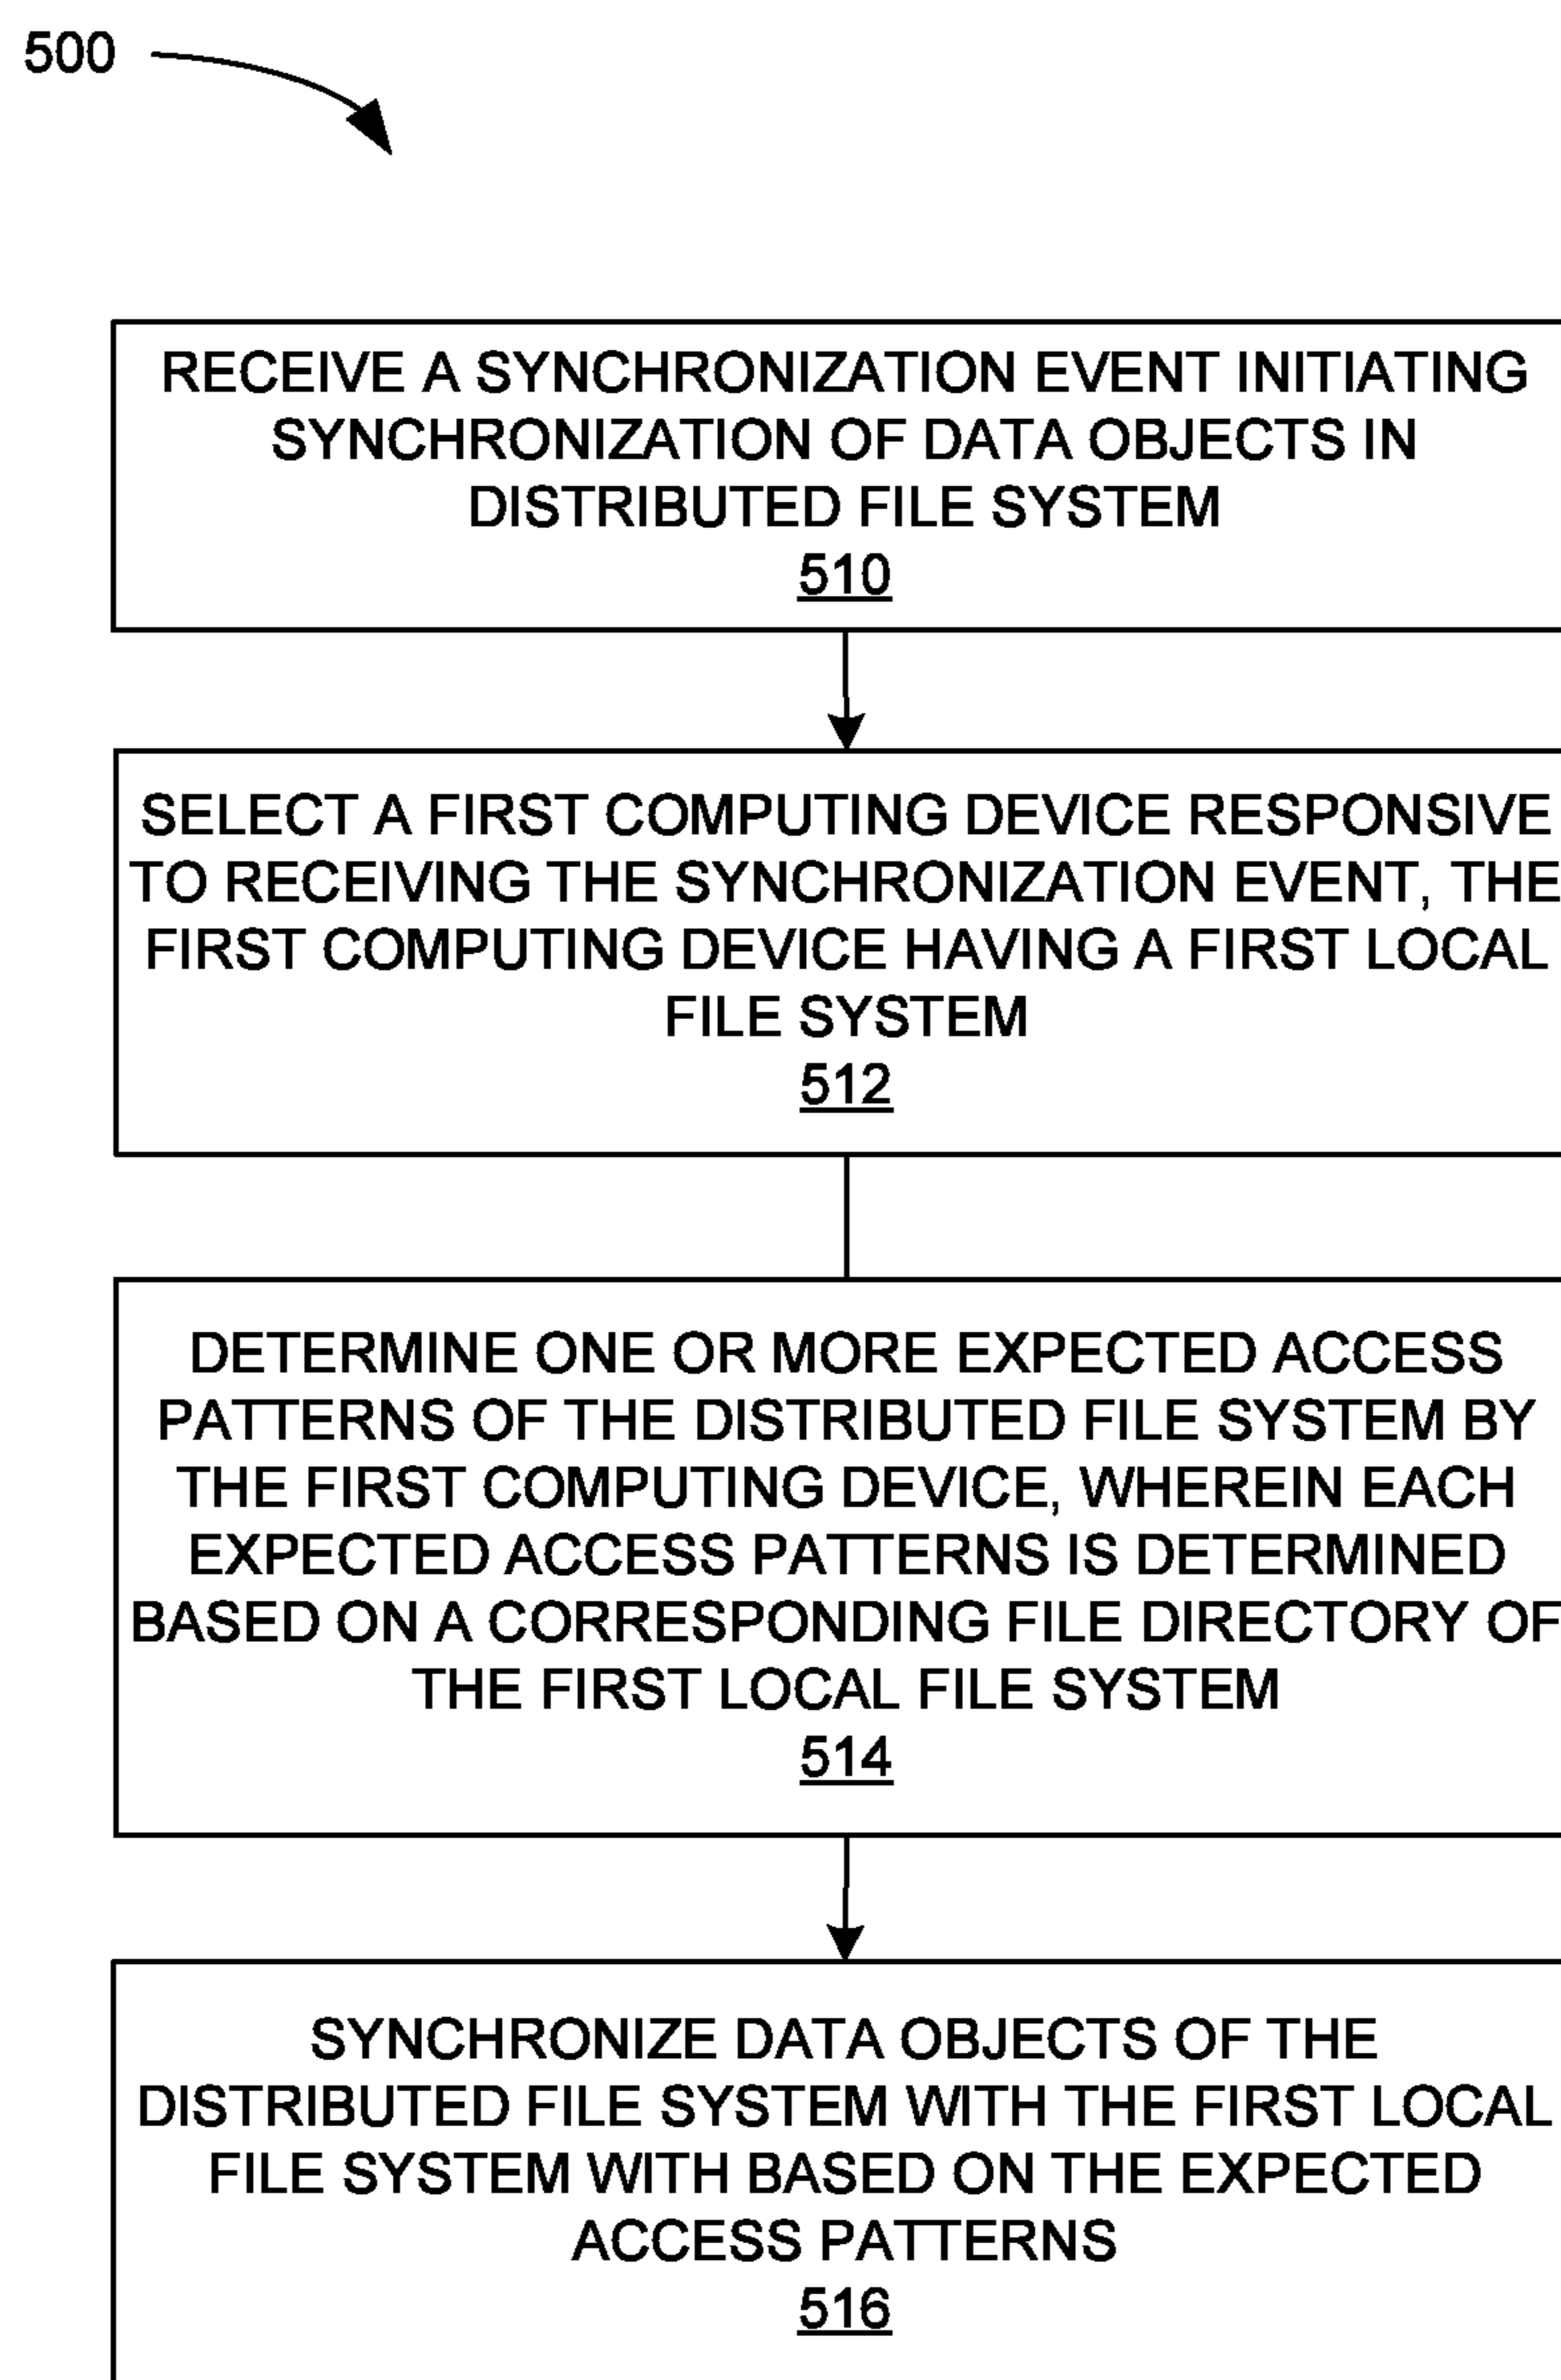 500
RECEIVE A SYNCHRONIZATION EVENT INITIATING
SYNCHRONIZATION OF DATA OBJECTS IN
DISTRIBUTED FILE SYSTEM
510
SELECT A FIRST COMPUTING DEVICE RESPONSIVE
TO RECEIVING THE SYNCHRONIZATION EVENT, THE
FIRST COMPUTING DEVICE HAVING A FIRST LOCAL
FILE SYSTEM
512
DETERMINE ONE OR MORE EXPECTED ACCESS
PATTERNS OF THE DISTRIBUTED FILE SYSTEM BY
THE FIRST COMPUTING DEVICE, WHEREIN EACH
EXPECTED ACCESS PATTERNS IS DETERMINED
BASED ON A CORRESPONDING FILE DIRECTORY OF
THE FIRST LOCAL FILE SYSTEM
514
SYNCHRONIZE DATA OBJECTS OF THE
DISTRIBUTED FILE SYSTEM WITH THE FIRST LOCAL
FILE SYSTEM WITH BASED ON THE EXPECTED
ACCESS PATTERNS
516